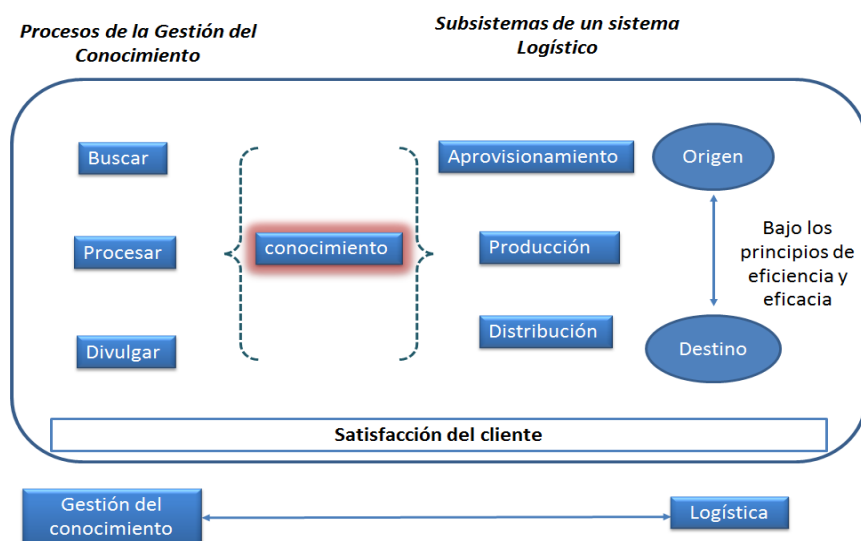 Procesos de la Gestión del
Conocimiento
Subsistemas de un sistema
Logístico
Buscar
Procesar
Divulgar
conocimiento
Aprovisionamiento
Producción
Distribución
Origen
Bajo los
principios de
eficiencia y
eficacia
Destino
Satisfacción del cliente
Gestión del
conocimiento
Logística